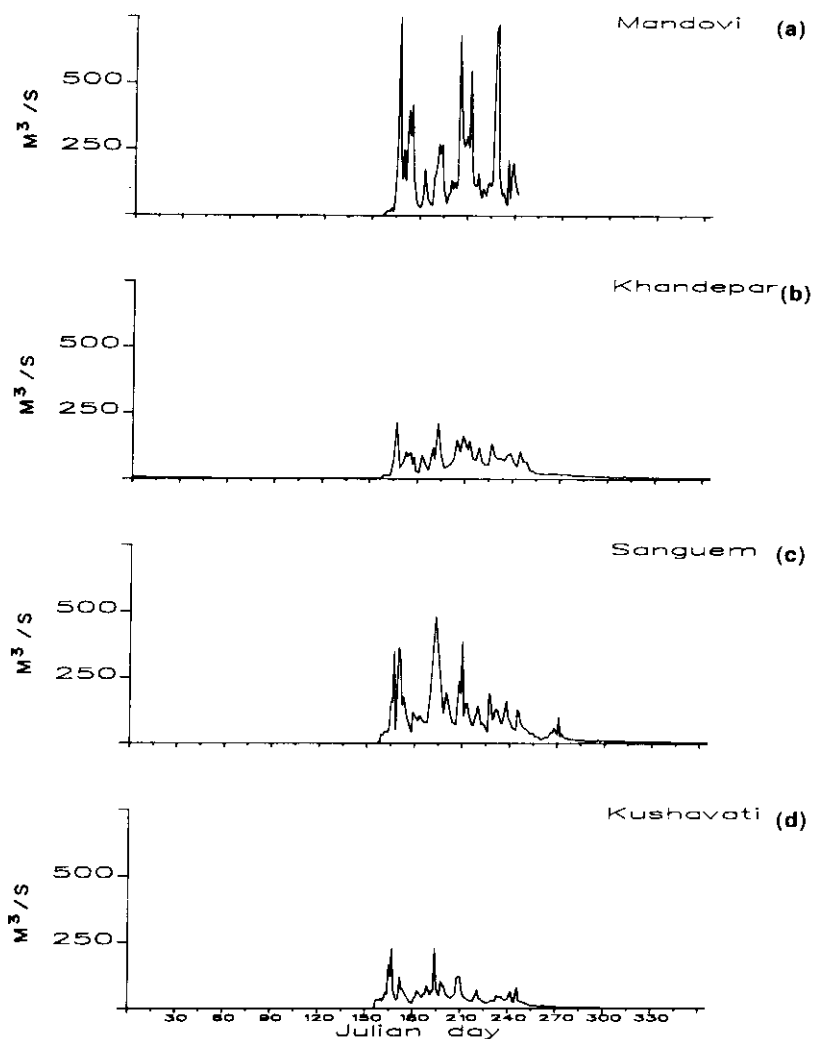 Mandovi (a)
500
250
M³/S
Khandepar (b)
500
250
M³/S
Sanguem (c)
500
250
M³/S
Kushavati (d)
500
250
M³/S
30 60 90 120 150 180 210 240 270 300 330
Julian day